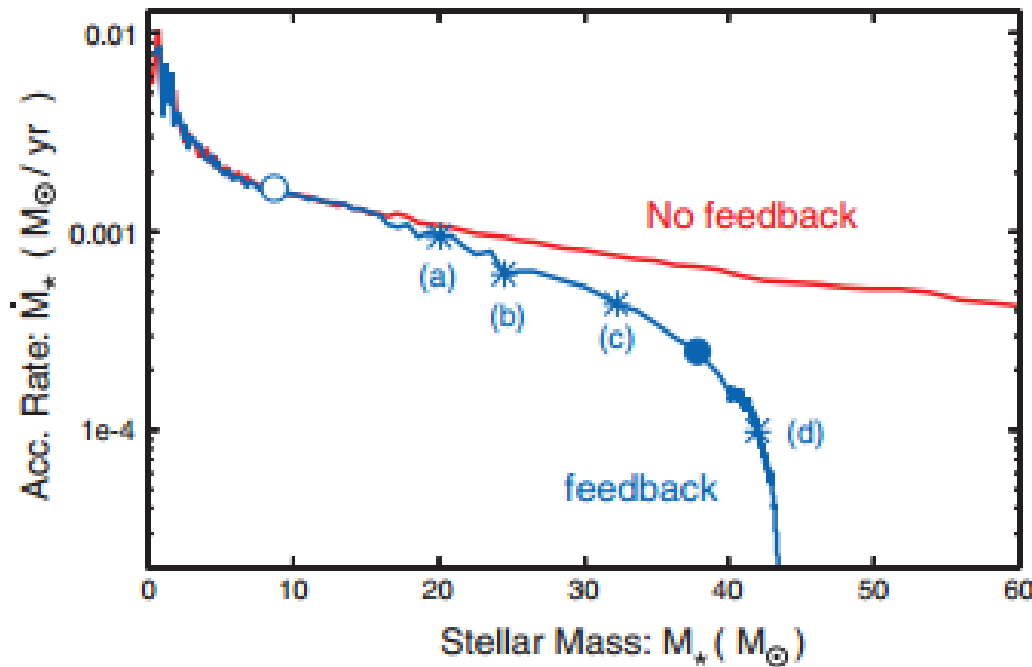 0.01
0.001
1e-4
Acc. Rate: Ṁ⋆ ( M⊙/ yr )
No feedback
(a)
(b)
(c)
(d)
feedback
0 10 20 30 40 50 60
Stellar Mass: M⋆ ( M⊙)